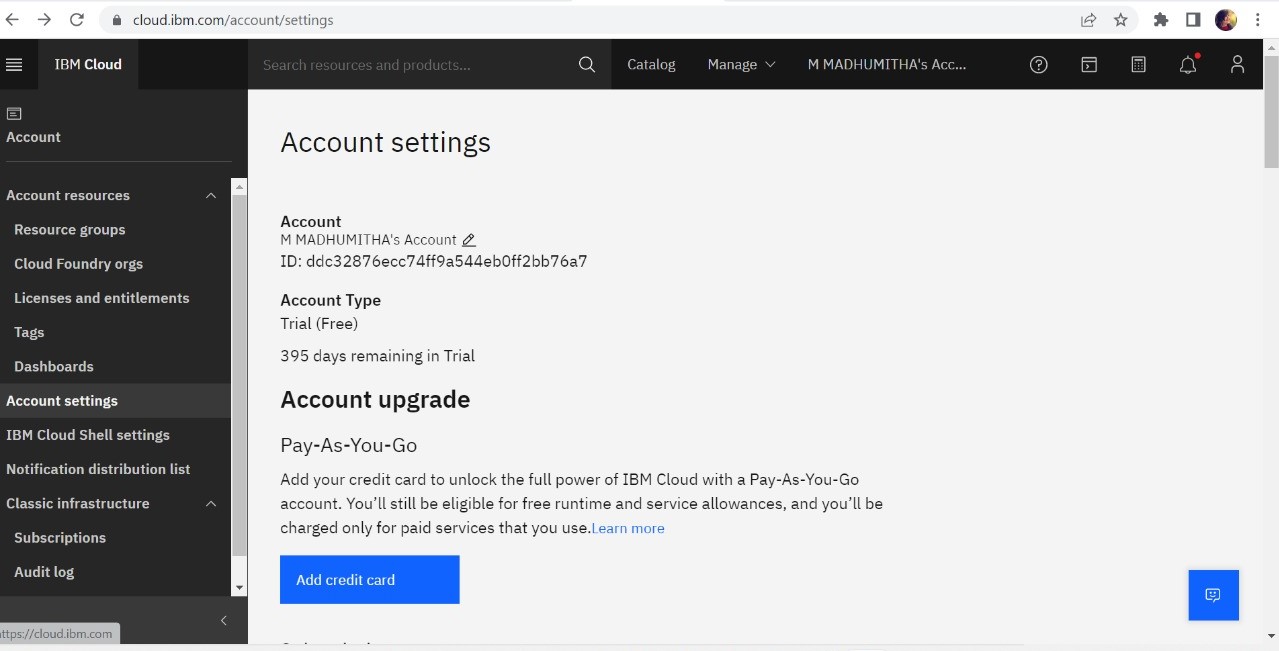 cloud.ibm.com/account/settings
IBM Cloud
Search resources and products...
Catalog
Manage
M MADHUMITHA's Acc...
Account
Account resources
Resource groups
Cloud Foundry orgs
Licenses and entitlements
Tags
Dashboards
Account settings
IBM Cloud Shell settings
Notification distribution list
Classic infrastructure
Subscriptions
Audit log
ttps://cloud.ibm.com
Account settings
Account
M MADHUMITHA's Account
ID: ddc32876ecc74ff9a544eb0ff2bb76a7
Account Type
Trial (Free)
395 days remaining in Trial
Account upgrade
Pay-As-You-Go
Add your credit card to unlock the full power of IBM Cloud with a Pay-As-You-Go
account. You’ll still be eligible for free runtime and service allowances, and you’ll be
charged only for paid services that you use.Learn more
Add credit card